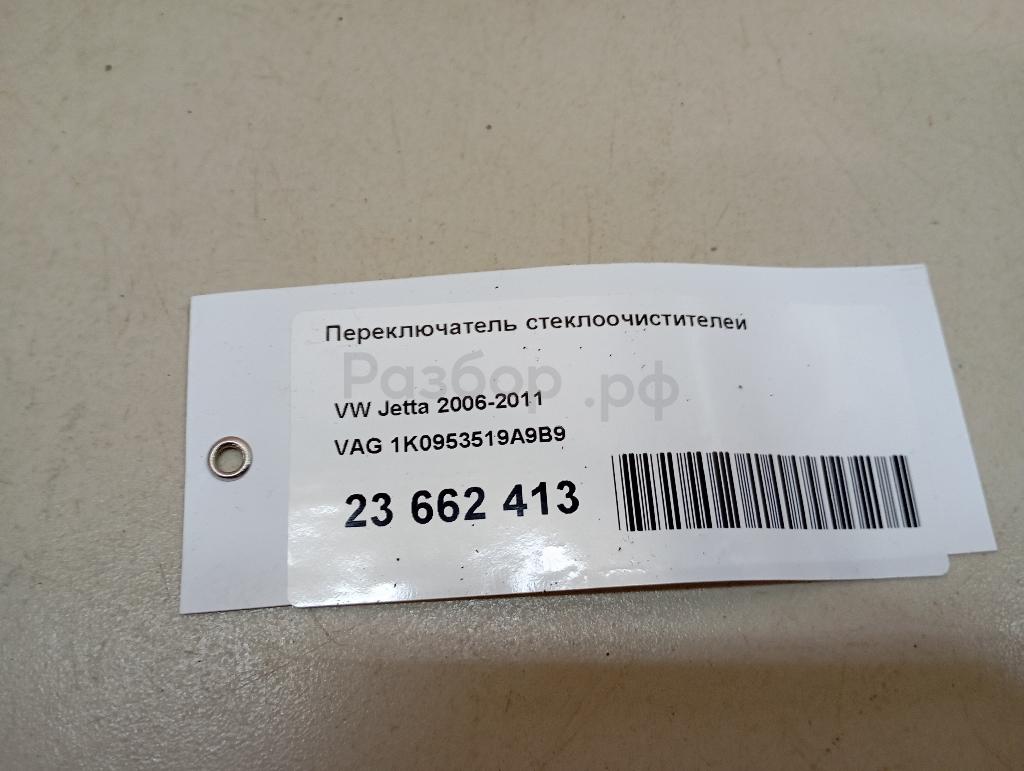 Переключатель стеклоочистителей
Разбор.рф
VW Jetta 2006-2011
VAG 1K0953519A9B9
23 662 413